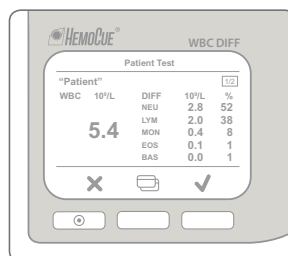 HEMOCUE®
WBC DIFF
Patient Test
"Patient" 1/2
WBC 10⁹/L DIFF 10⁹/L %
NEU 2.8 52
5.4 LYM 2.0 38
MON 0.4 8
EOS 0.1 1
BAS 0.0 1